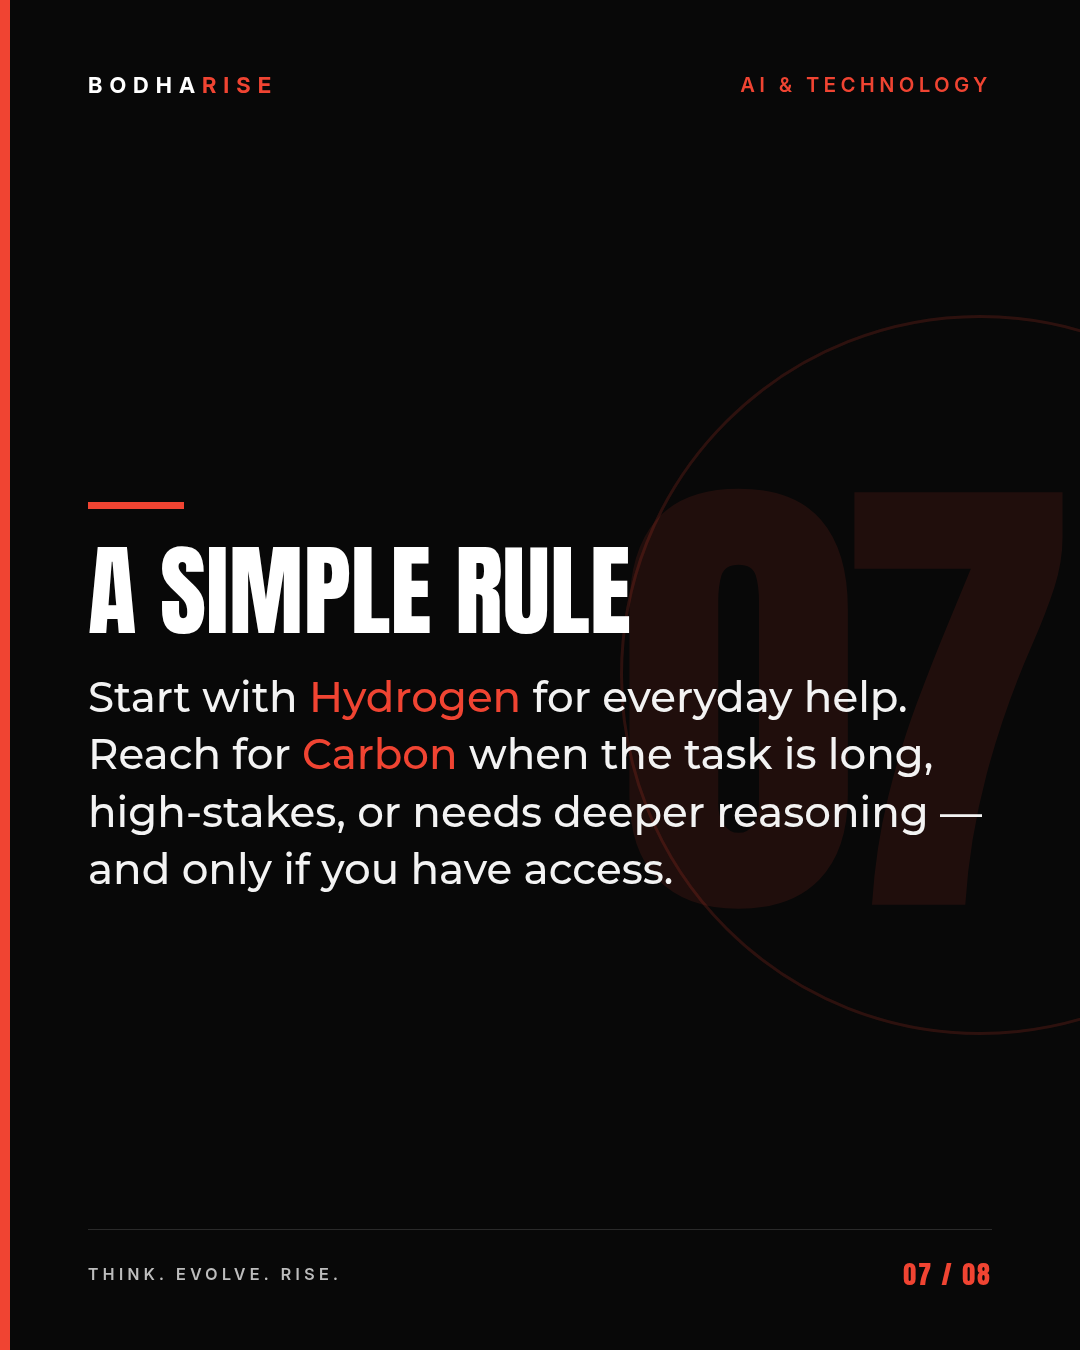 BODHARISE
AI & TECHNOLOGY
07
A SIMPLE RULE
Start with Hydrogen for everyday help.
Reach for Carbon when the task is long,
high-stakes, or needs deeper reasoning —
and only if you have access.
THINK. EVOLVE. RISE.
07 / 08